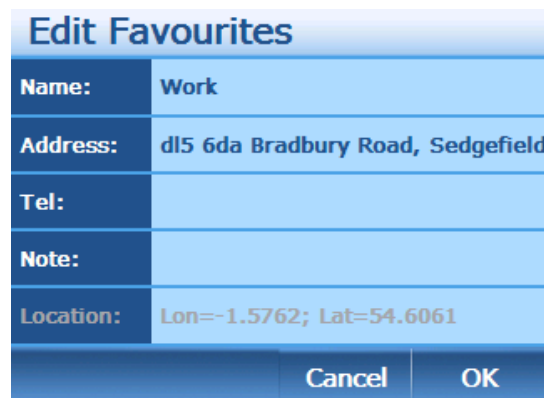 Edit Favourites
Name: Work
Address: dl5 6da Bradbury Road, Sedgefield
Tel:
Note:
Location: Lon=-1.5762; Lat=54.6061
Cancel OK